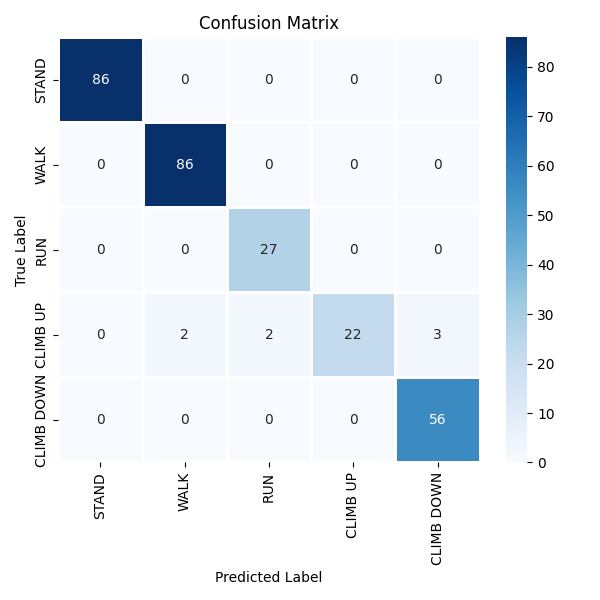 Confusion Matrix
True Label
STAND 86 0 0 0 0
WALK 0 86 0 0 0
RUN 0 0 27 0 0
CLIMB UP 0 2 2 22 3
CLIMB DOWN 0 0 0 0 56
STAND WALK RUN CLIMB UP CLIMB DOWN
Predicted Label
80
70
60
50
40
30
20
10
0